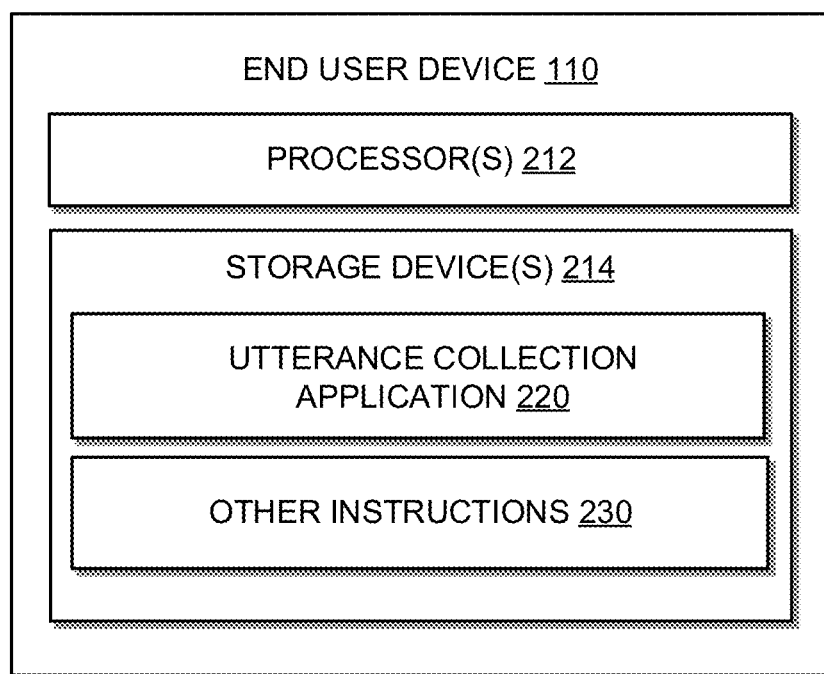 END USER DEVICE 110
PROCESSOR(S) 212
STORAGE DEVICE(S) 214
UTTERANCE COLLECTION
APPLICATION 220
OTHER INSTRUCTIONS 230